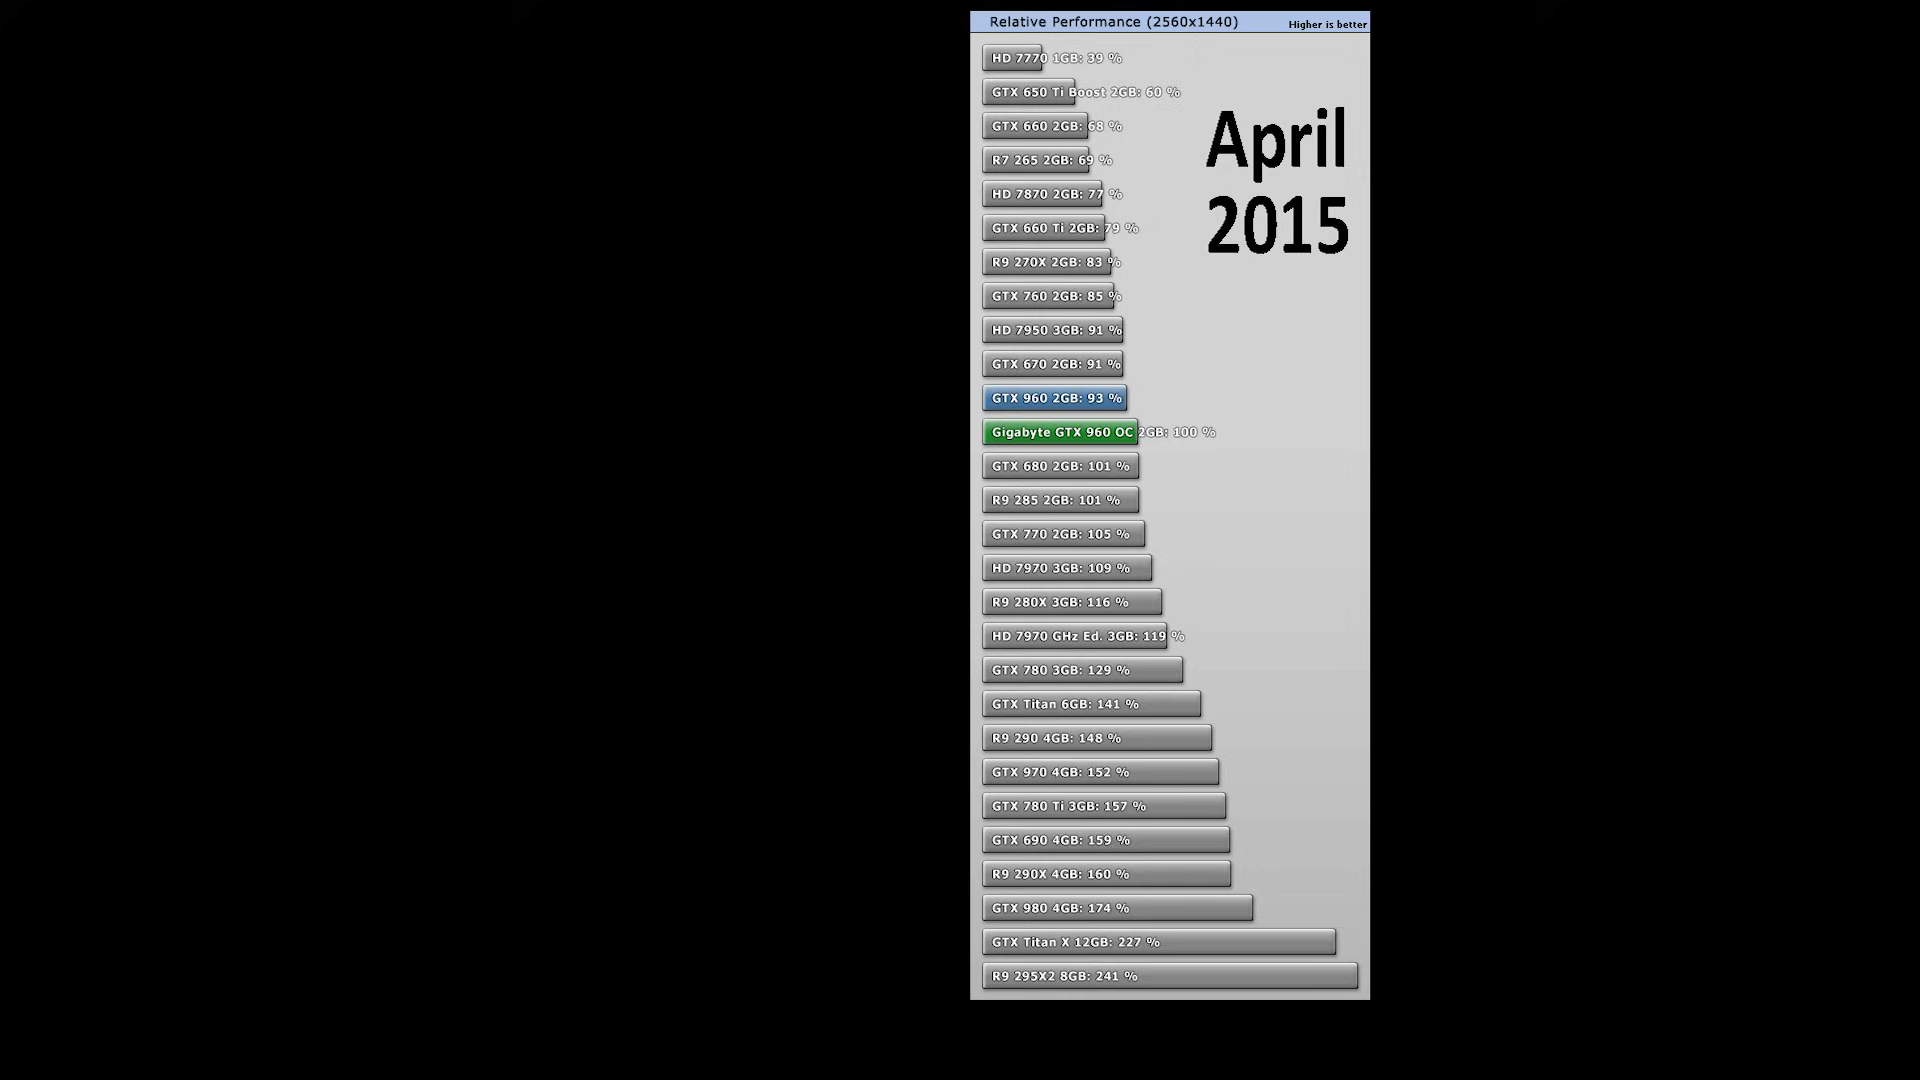 Relative Performance (2560x1440) Higher is better
HD 7770 1GB: 39 %
GTX 650 Ti Boost 2GB: 60 %
GTX 660 2GB: 68 %
R7 265 2GB: 69 %
HD 7870 2GB: 77 %
GTX 660 Ti 2GB: 79 %
R9 270X 2GB: 83 %
GTX 760 2GB: 85 %
HD 7950 3GB: 91 %
GTX 670 2GB: 91 %
GTX 960 2GB: 93 %
Gigabyte GTX 960 OC 2GB: 100 %
GTX 680 2GB: 101 %
R9 285 2GB: 101 %
GTX 770 2GB: 105 %
HD 7970 3GB: 109 %
R9 280X 3GB: 116 %
HD 7970 GHz Ed. 3GB: 119 %
GTX 780 3GB: 129 %
GTX Titan 6GB: 141 %
R9 290 4GB: 148 %
GTX 970 4GB: 152 %
GTX 780 Ti 3GB: 157 %
GTX 690 4GB: 159 %
R9 290X 4GB: 160 %
GTX 980 4GB: 174 %
GTX Titan X 12GB: 227 %
R9 295X2 8GB: 241 %
April
2015